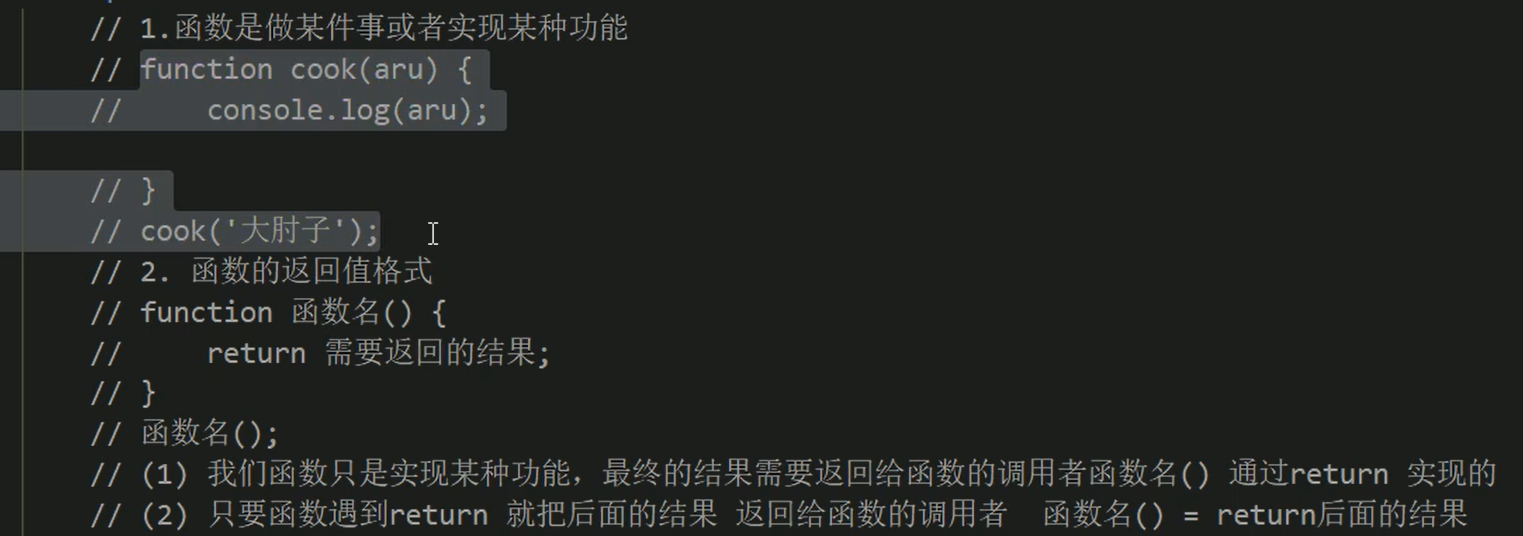 // 1.函数是做某件事或者实现某种功能
// function cook(aru) {
//     console.log(aru);
// }
// cook('大肘子');
// 2. 函数的返回值格式
// function 函数名() {
//     return 需要返回的结果;
// }
// 函数名();
// (1) 我们函数只是实现某种功能，最终的结果需要返回给函数的调用者函数名() 通过return 实现的
// (2) 只要函数遇到return 就把后面的结果 返回给函数的调用者  函数名() = return后面的结果